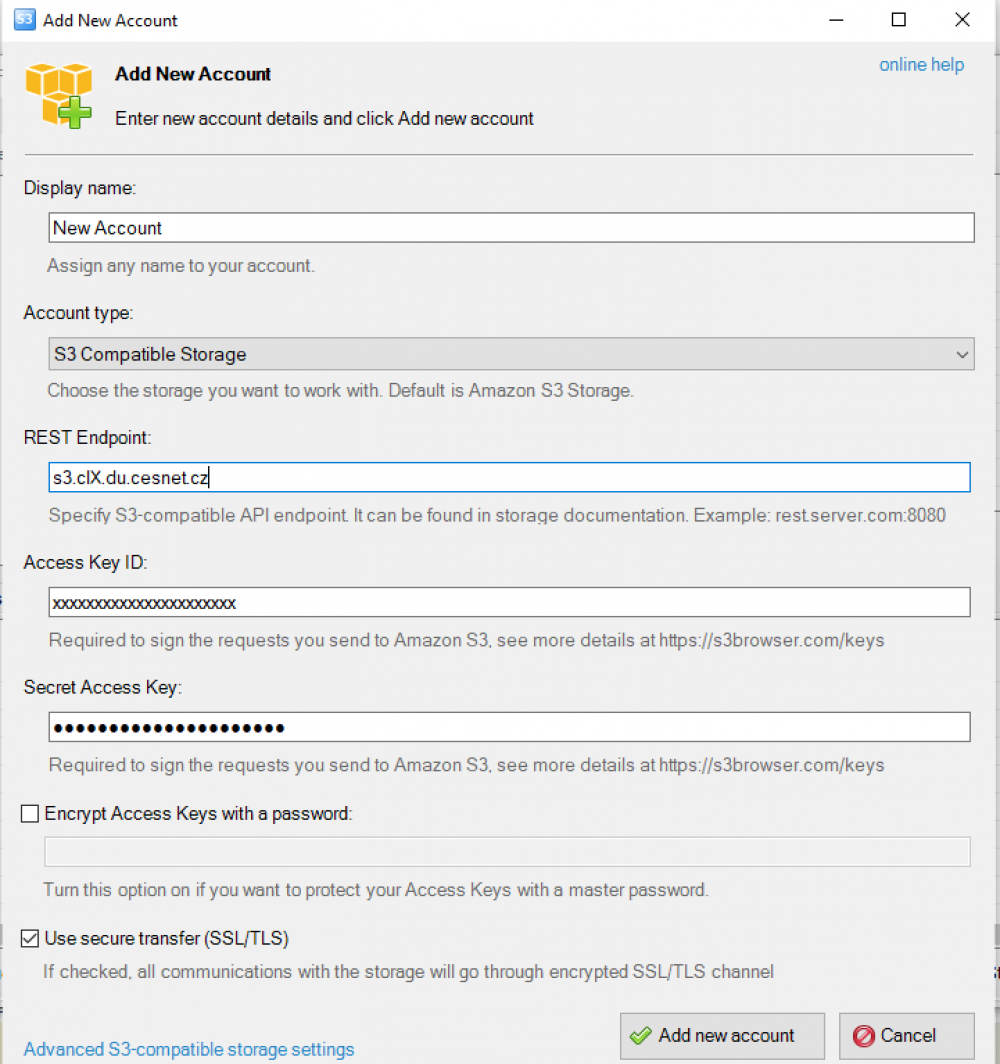 S3 Add New Account
Add New Account
online help
Enter new account details and click Add new account
Display name:
New Account
Assign any name to your account.
Account type:
S3 Compatible Storage
Choose the storage you want to work with. Default is Amazon S3 Storage.
REST Endpoint:
s3.clX.du.cesnet.cz
Specify S3-compatible API endpoint. It can be found in storage documentation. Example: rest.server.com:8080
Access Key ID:
xxxxxxxxxxxxxxxxxxxxxxx
Required to sign the requests you send to Amazon S3, see more details at https://s3browser.com/keys
Secret Access Key:
●●●●●●●●●●●●●●●●●●●●●
Required to sign the requests you send to Amazon S3, see more details at https://s3browser.com/keys
Encrypt Access Keys with a password:
Turn this option on if you want to protect your Access Keys with a master password.
Use secure transfer (SSL/TLS)
If checked, all communications with the storage will go through encrypted SSL/TLS channel
Advanced S3-compatible storage settings
Add new account
Cancel